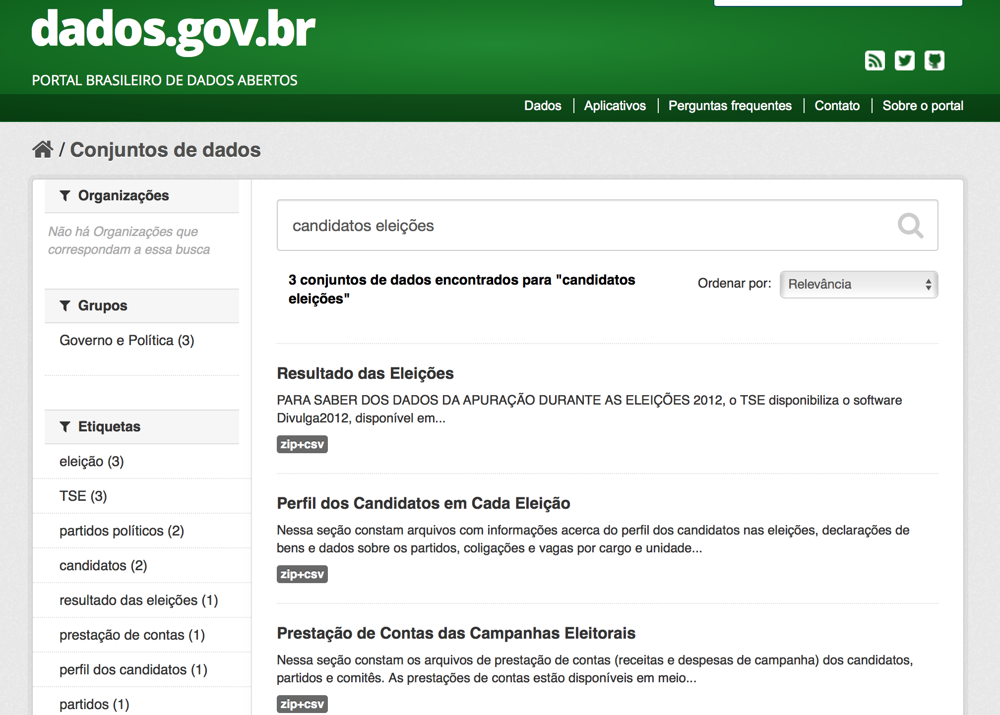 dados.gov.br
PORTAL BRASILEIRO DE DADOS ABERTOS
Dados
Aplicativos
Perguntas frequentes
Contato
Sobre o portal
/ Conjuntos de dados
Organizações
Não há Organizações que
correspondam a essa busca
Grupos
Governo e Política (3)
Etiquetas
eleição (3)
TSE (3)
partidos políticos (2)
candidatos (2)
resultado das eleições (1)
prestação de contas (1)
perfil dos candidatos (1)
partidos (1)
candidatos eleições
3 conjuntos de dados encontrados para "candidatos
eleições"
Ordenar por:
Relevância
Resultado das Eleições
PARA SABER DOS DADOS DA APURAÇÃO DURANTE AS ELEIÇÕES 2012, o TSE disponibiliza o software
Divulga2012, disponível em...
zip+csv
Perfil dos Candidatos em Cada Eleição
Nessa seção constam arquivos com informações acerca do perfil dos candidatos nas eleições, declarações de
bens e dados sobre os partidos, coligações e vagas por cargo e unidade...
zip+csv
Prestação de Contas das Campanhas Eleitorais
Nessa seção constam os arquivos de prestação de contas (receitas e despesas de campanha) dos candidatos,
partidos e comitês. As prestações de contas estão disponíveis em meio...
zip+csv